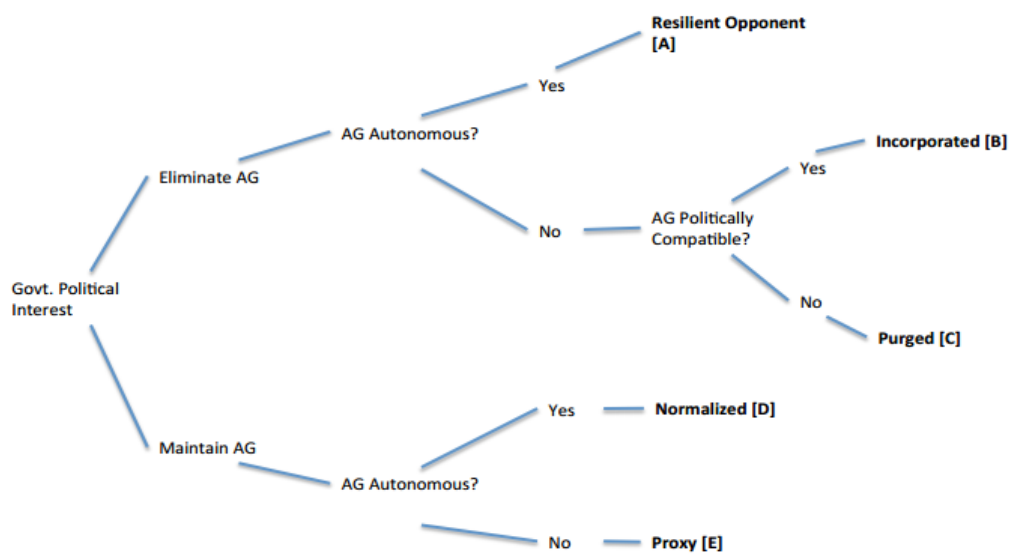 Resilient Opponent
[A]
Yes
AG Autonomous?
Incorporated [B]
Yes
Eliminate AG
AG Politically
Compatible?
No
Govt. Political
Interest
No
Purged [C]
Yes
Normalized [D]
Maintain AG
AG Autonomous?
No
Proxy [E]